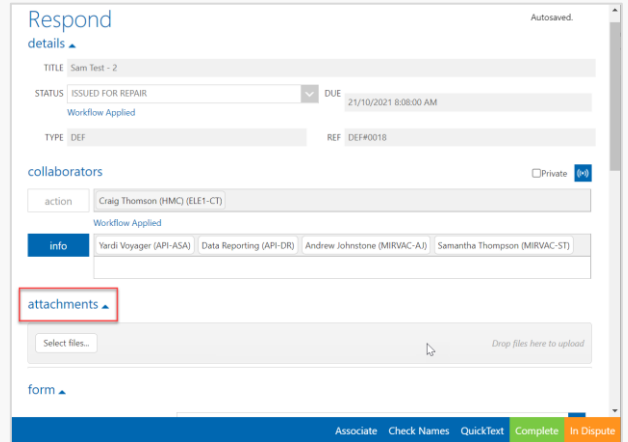 Respond
Autosaved.
details
TITLE Sam Test - 2
STATUS ISSUED FOR REPAIR DUE 21/10/2021 8:08:00 AM
Workflow Applied
TYPE DEF REF DEF#0018
collaborators Private
action Craig Thomson (HMC) (ELE1-CT)
Workflow Applied
info Yardi Voyager (API-ASA) Data Reporting (API-DR) Andrew Johnstone (MIRVAC-AJ) Samantha Thompson (MIRVAC-ST)
attachments
Select files... Drop files here to upload
form
Associate Check Names QuickText Complete In Dispute